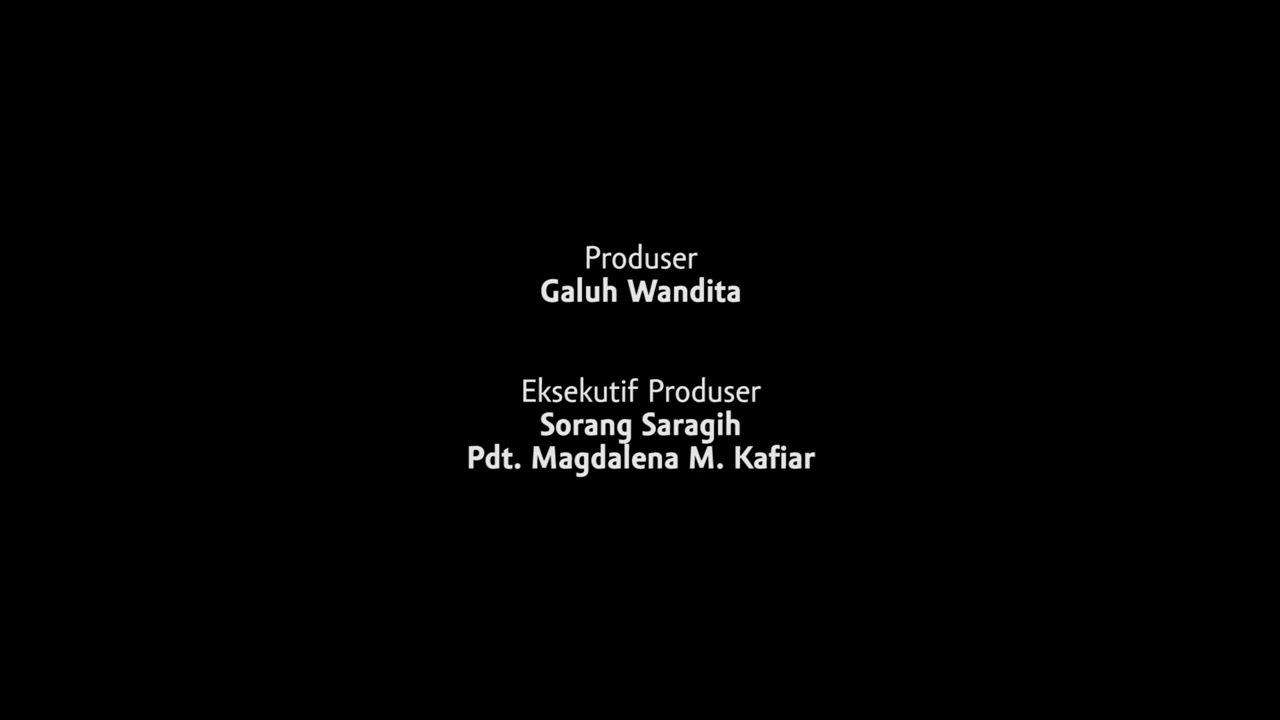 Produser
Galuh Wandita
Eksekutif Produser
Sorang Saragih
Pdt. Magdalena M. Kafiar